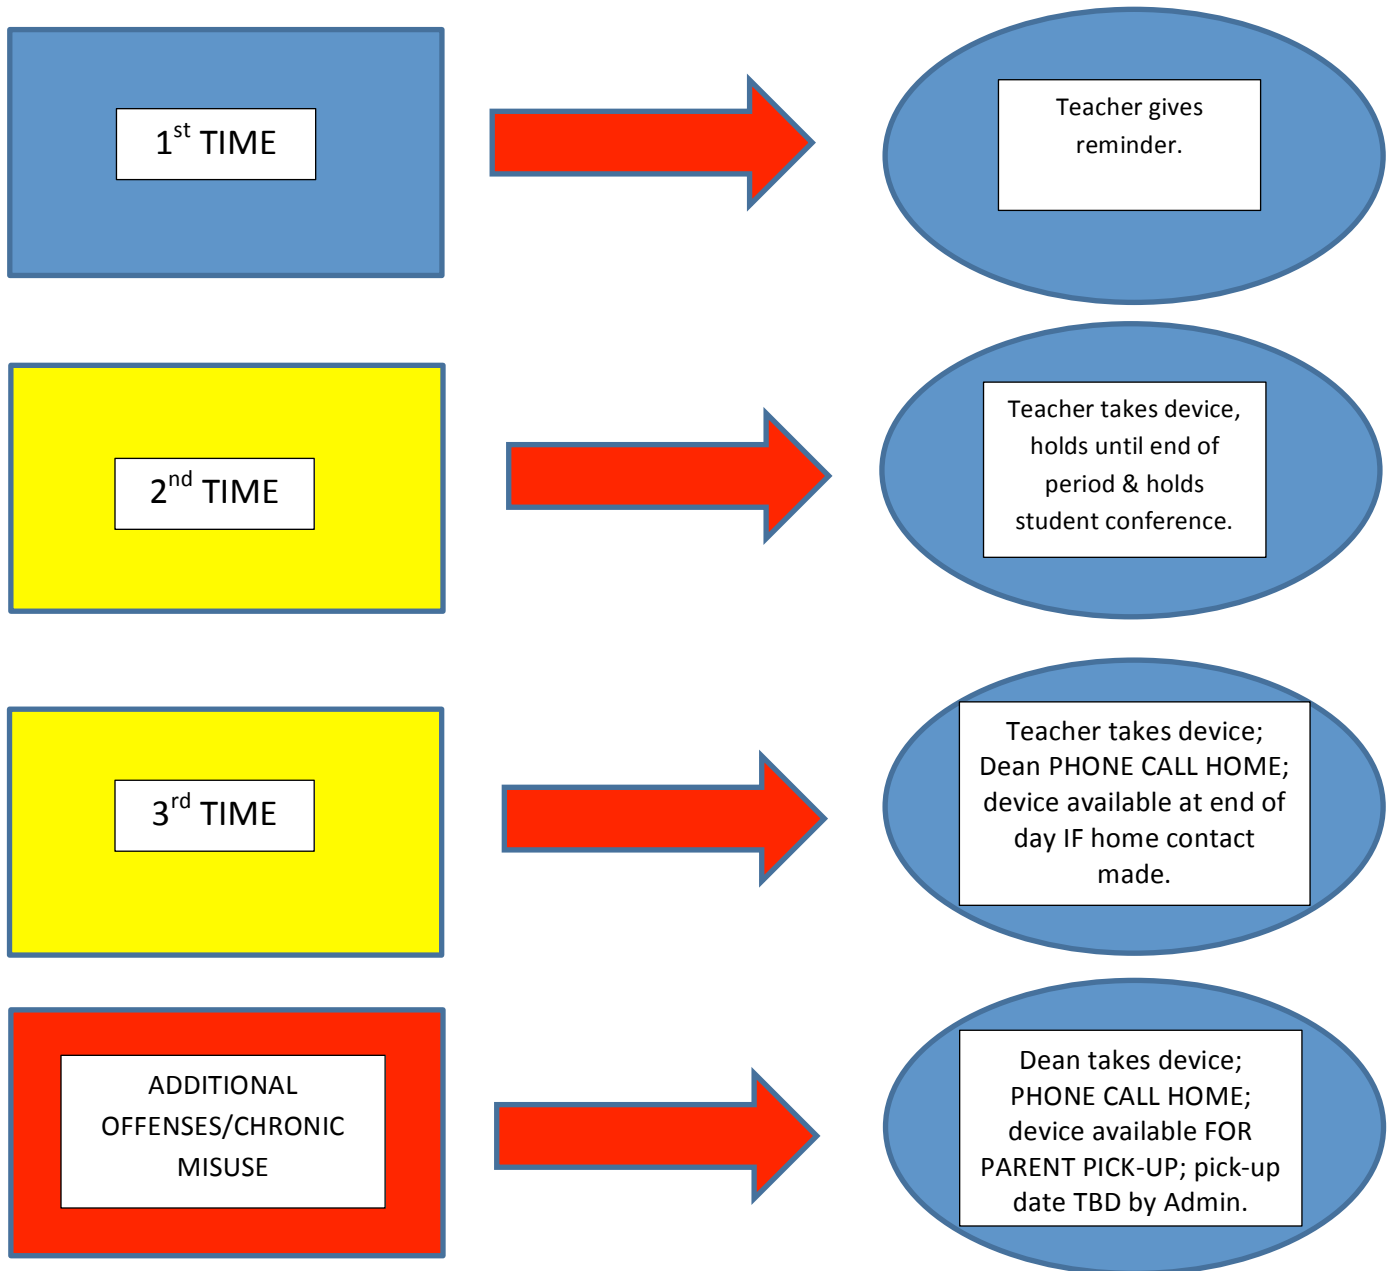 1st TIME
Teacher gives
reminder.
2nd TIME
Teacher takes device,
holds until end of
period & holds
student conference.
3rd TIME
Teacher takes device;
Dean PHONE CALL HOME;
device available at end of
day IF home contact
made.
ADDITIONAL
OFFENSES/CHRONIC
MISUSE
Dean takes device;
PHONE CALL HOME;
device available FOR
PARENT PICK-UP; pick-up
date TBD by Admin.